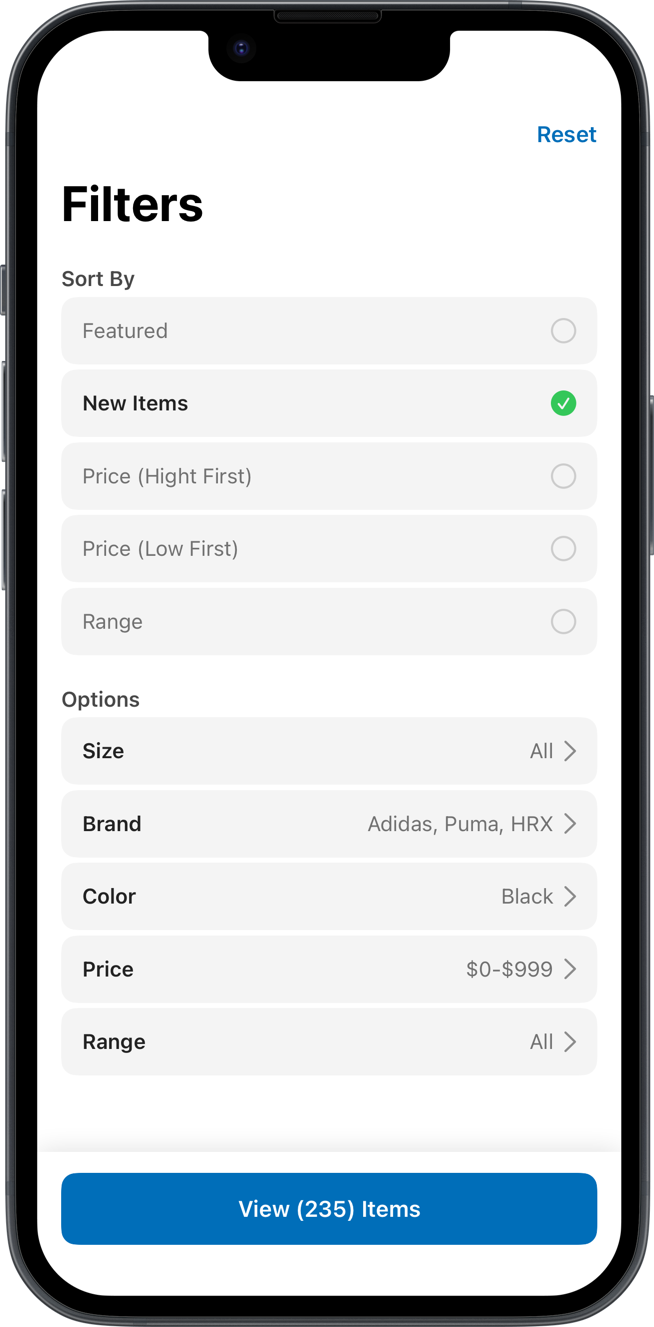 Reset
Filters
Sort By
Featured
New Items
Price (Hight First)
Price (Low First)
Range
Options
Size All
Brand Adidas, Puma, HRX
Color Black
Price $0-$999
Range All
View (235) Items